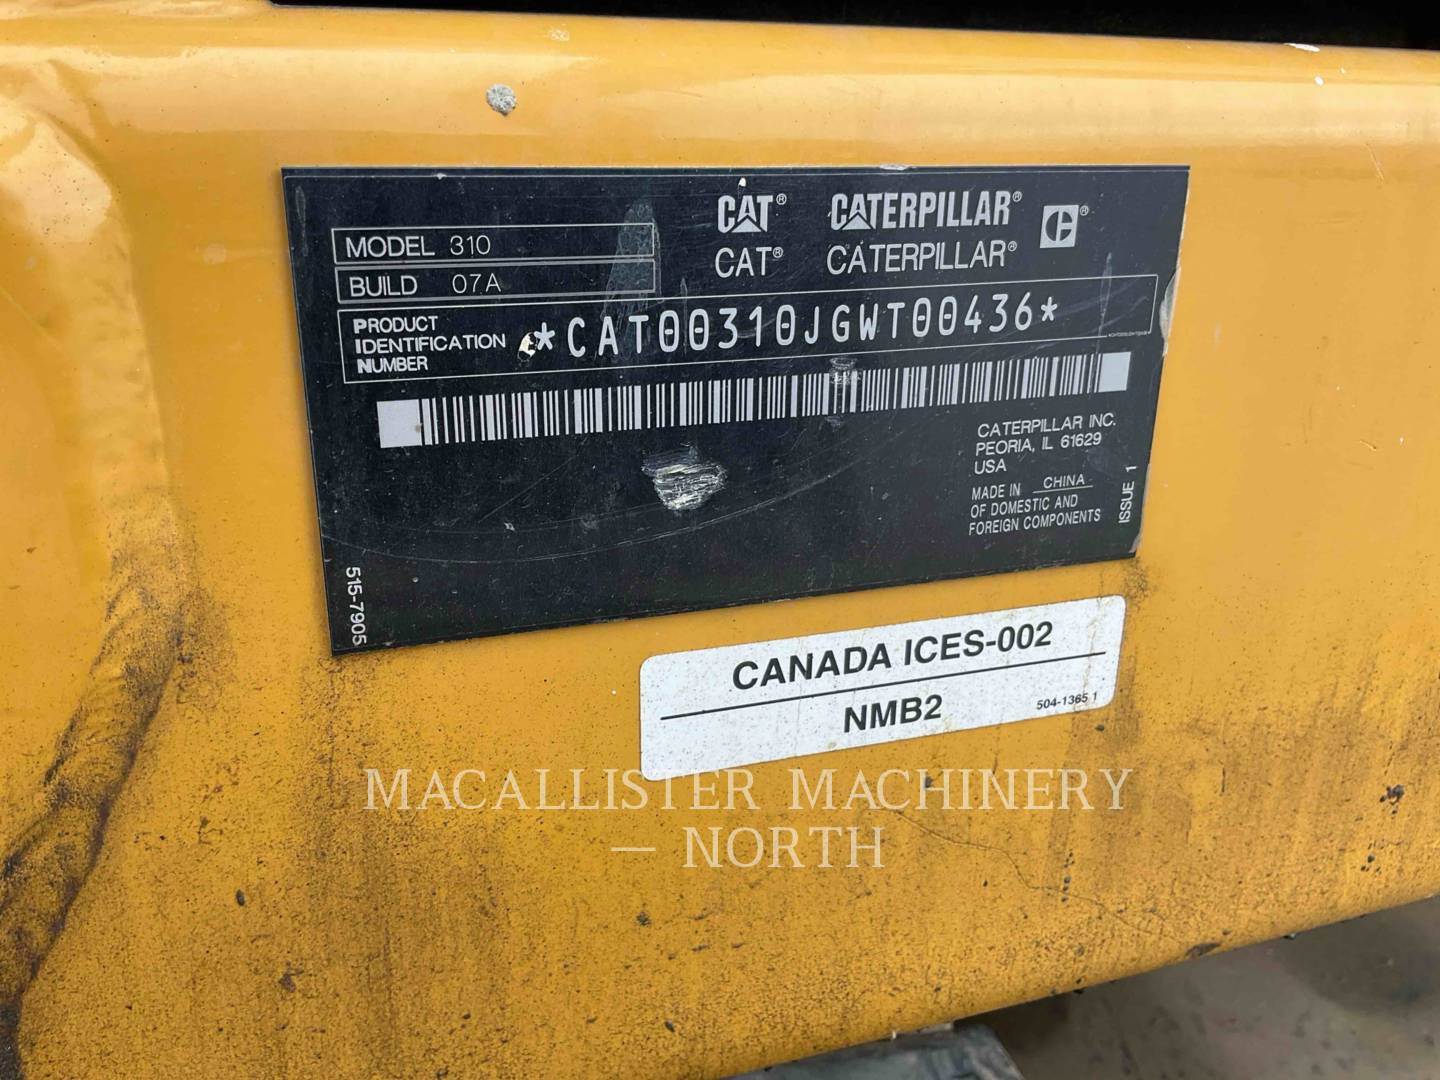 CAT® CATERPILLAR® C®
CAT® CATERPILLAR®
MODEL 310
BUILD 07A
PRODUCT
IDENTIFICATION
NUMBER
*CAT00310JGWT00436*
CATERPILLAR INC.
PEORIA, IL 61629
USA
MADE IN CHINA
OF DOMESTIC AND
FOREIGN COMPONENTS
ISSUE 1
515-7905
CANADA ICES-002
NMB2
504-1365 1
MACALLISTER MACHINERY
— NORTH